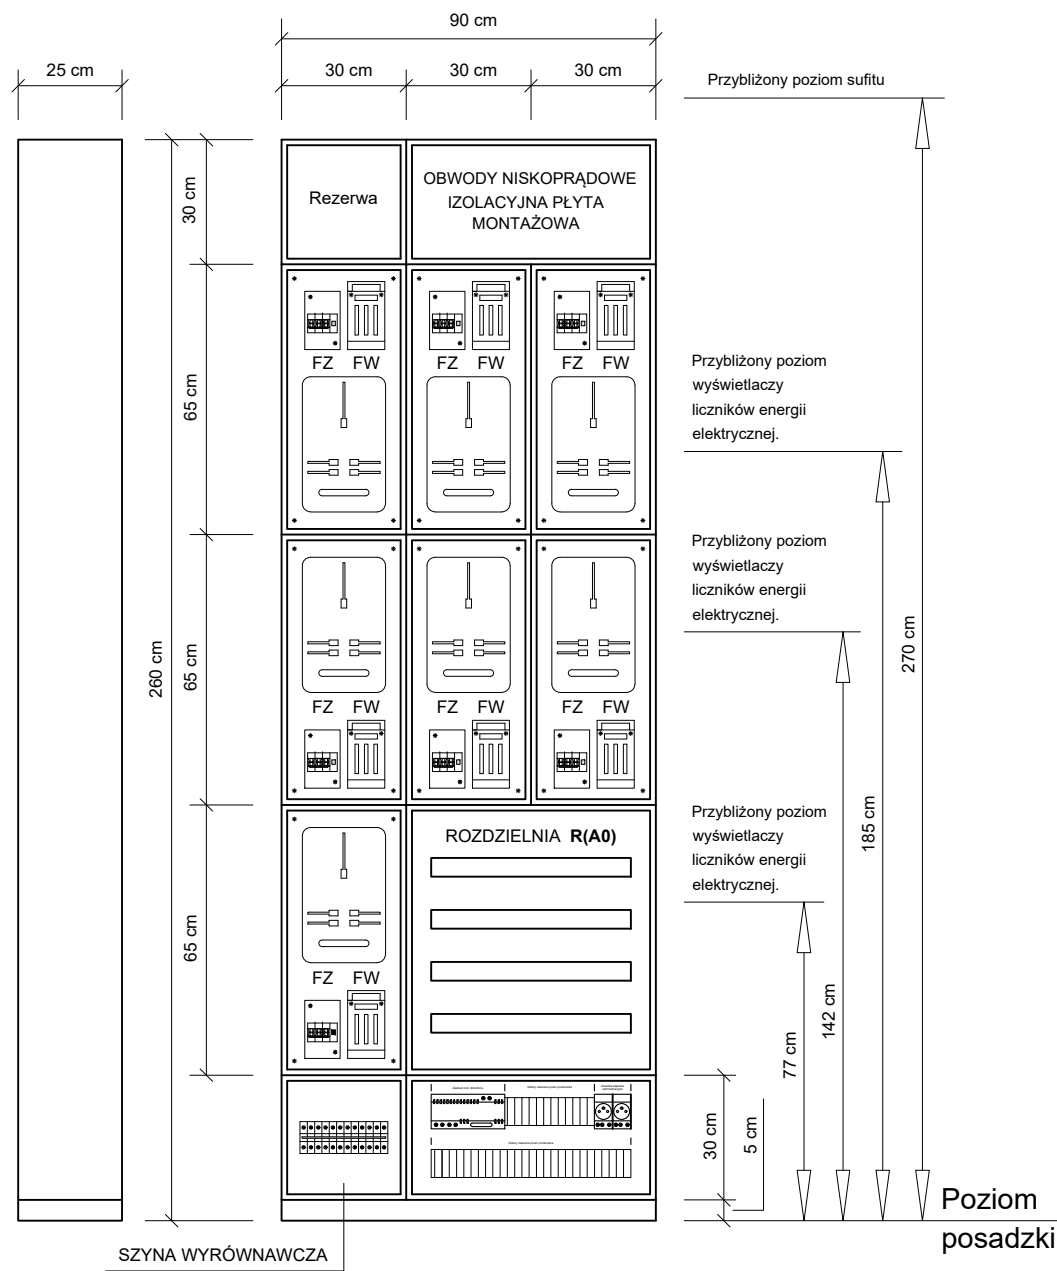 90 cm
25 cm
30 cm
30 cm
30 cm
Przybliżony poziom sufitu
30 cm
Rezerwa
OBWODY NISKOPRĄDOWE
IZOLACYJNA PŁYTA
MONTAŻOWA
FZ FW
FZ FW
FZ FW
65 cm
Przybliżony poziom
wyświetlaczy
liczników energii
elektrycznej.
Przybliżony poziom
wyświetlaczy
liczników energii
elektrycznej.
260 cm
65 cm
270 cm
FZ FW
FZ FW
FZ FW
Przybliżony poziom
wyświetlaczy
liczników energii
elektrycznej.
185 cm
ROZDZIELNIA R(A0)
65 cm
FZ FW
142 cm
77 cm
30 cm
5 cm
Poziom
posadzki
SZYNA WYRÓWNAWCZA